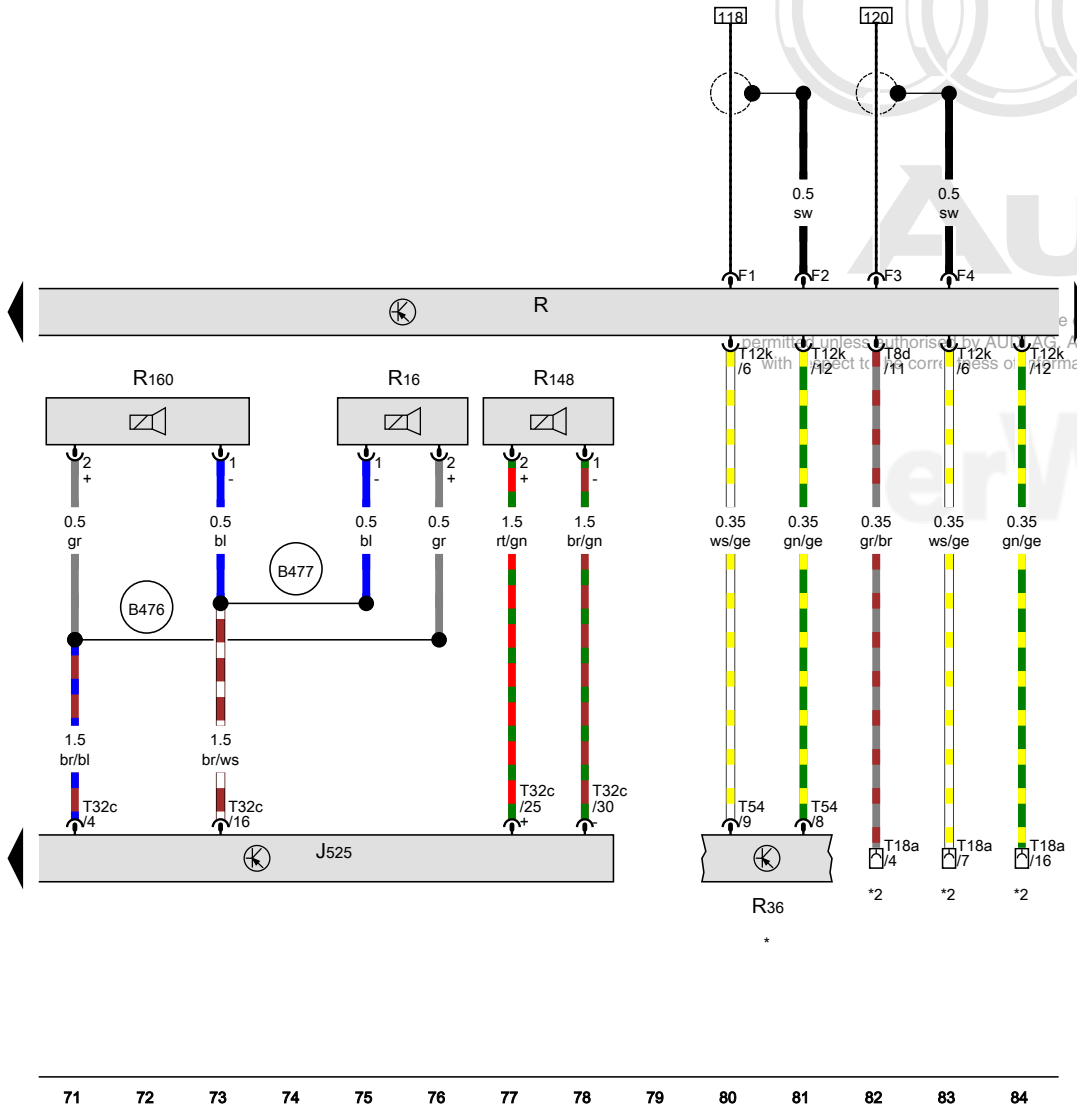 118 120
0.5 0.5
sw sw
F1 F2 F3 F4
R
permitted unless authorised by AUDI AG. A
T12k T12k T8d T12k T12k
/6 /12 /11 /6 /12
R160 R16 R148
2 1 1 2 2 1
+ - - + + -
0.5 0.5 0.5 0.5 1.5 1.5 0.35 0.35 0.35 0.35 0.35
gr bl bl gr rt/gn br/gn ws/ge gn/ge gr/br ws/ge gn/ge
B477
B476
1.5 1.5
br/bl br/ws
T32c T32c T32c T32c T54 T54
/4 /16 /25 /30 /9 /8
+ -
J525
T18a T18a T18a
/4 /7 /16
*2 *2 *2
R36
*
71 72 73 74 75 76 77 78 79 80 81 82 83 84